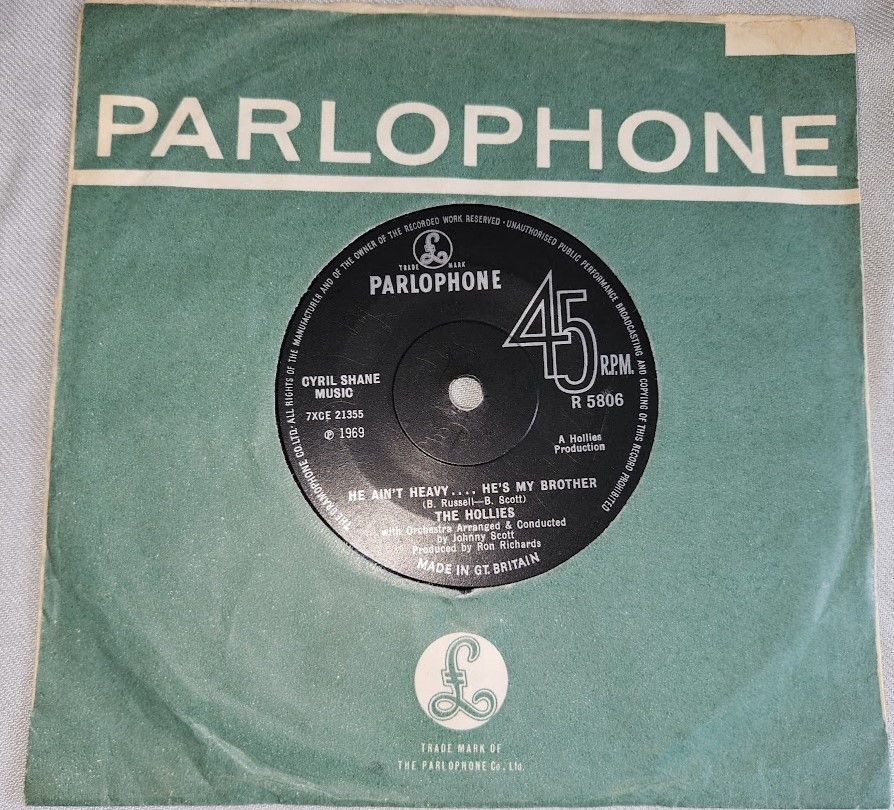 PARLOPHONE
THE GRAMOPHONE CO. LTD. ALL RIGHTS OF THE MANUFACTURER AND OF THE OWNER OF THE RECORDED WORK RESERVED · UNAUTHORISED PUBLIC PERFORMANCE BROADCASTING AND COPYING OF THIS RECORD PROHIBITED
£
TRADE MARK
PARLOPHONE
45
R.P.M.
CYRIL SHANE
MUSIC
R 5806
7XCE 21355
℗ 1969
A Hollies
Production
HE AIN'T HEAVY.... HE'S MY BROTHER
(B. Russell—B. Scott)
THE HOLLIES
with Orchestra Arranged & Conducted
by Johnny Scott
Produced by Ron Richards
MADE IN GT. BRITAIN
£
TRADE MARK OF
THE PARLOPHONE Co. Ltd.